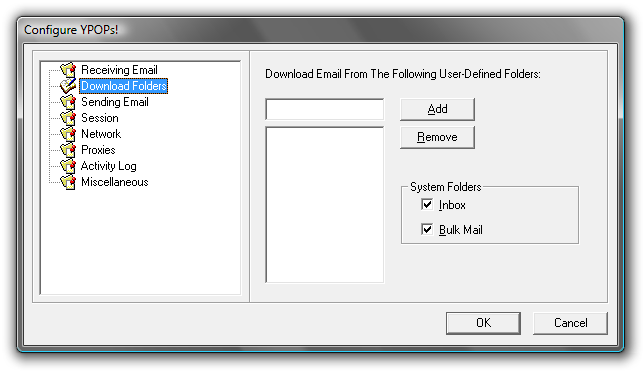 Configure YPOPs!
Receiving Email
Download Folders
Sending Email
Session
Network
Proxies
Activity Log
Miscellaneous
Download Email From The Following User-Defined Folders:
Add
Remove
System Folders
Inbox
Bulk Mail
OK
Cancel